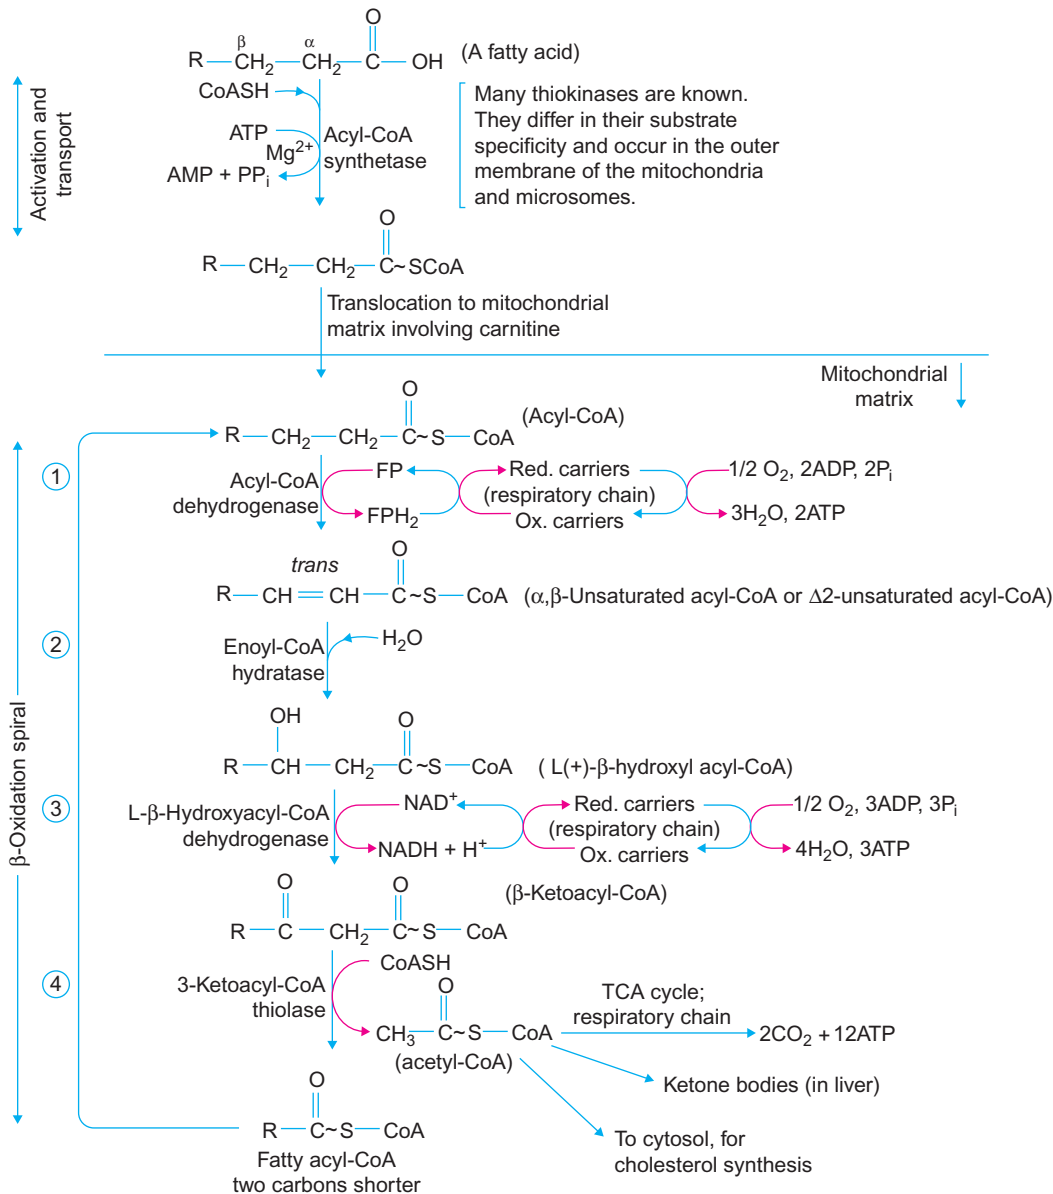 O
β α
R—CH2—CH2—C—OH (A fatty acid)
CoASH
ATP
Mg2+
AMP + PPi
Acyl-CoA
synthetase
Many thiokinases are known.
They differ in their substrate
specificity and occur in the outer
membrane of the mitochondria
and microsomes.
Activation and
transport
O
R—CH2—CH2—C~SCoA
Translocation to mitochondrial
matrix involving carnitine
Mitochondrial
matrix
O
R—CH2—CH2—C~S—CoA (Acyl-CoA)
1
Acyl-CoA
dehydrogenase
FP
FPH2
Red. carriers
(respiratory chain)
Ox. carriers
1/2 O2, 2ADP, 2Pi
3H2O, 2ATP
trans O
R—CH=CH—C~S—CoA (α,β-Unsaturated acyl-CoA or Δ2-unsaturated acyl-CoA)
2
Enoyl-CoA
hydratase
H2O
β-Oxidation spiral
OH O
R—CH—CH2—C~S—CoA ( L(+)-β-hydroxyl acyl-CoA)
3
L-β-Hydroxyacyl-CoA
dehydrogenase
NAD+
NADH + H+
Red. carriers
(respiratory chain)
Ox. carriers
1/2 O2, 3ADP, 3Pi
4H2O, 3ATP
(β-Ketoacyl-CoA)
O O
R—C—CH2—C~S—CoA
4
3-Ketoacyl-CoA
thiolase
CoASH
O
CH3—C~S—CoA
(acetyl-CoA)
TCA cycle;
respiratory chain
2CO2 + 12ATP
Ketone bodies (in liver)
To cytosol, for
cholesterol synthesis
O
R—C~S—CoA
Fatty acyl-CoA
two carbons shorter